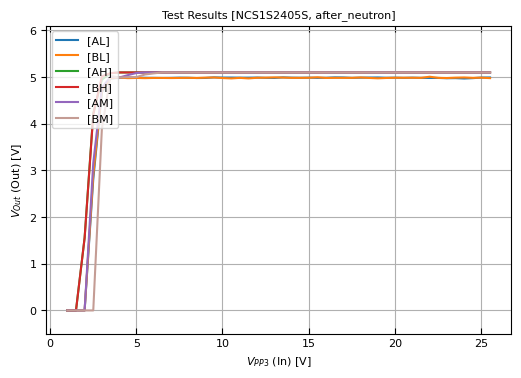 Test Results [NCS1S2405S, after_neutron]
6
5
4
3
2
1
0
V_Out (Out) [V]
[AL]
[BL]
[AH]
[BH]
[AM]
[BM]
0
5
10
15
20
25
V_PP3 (In) [V]